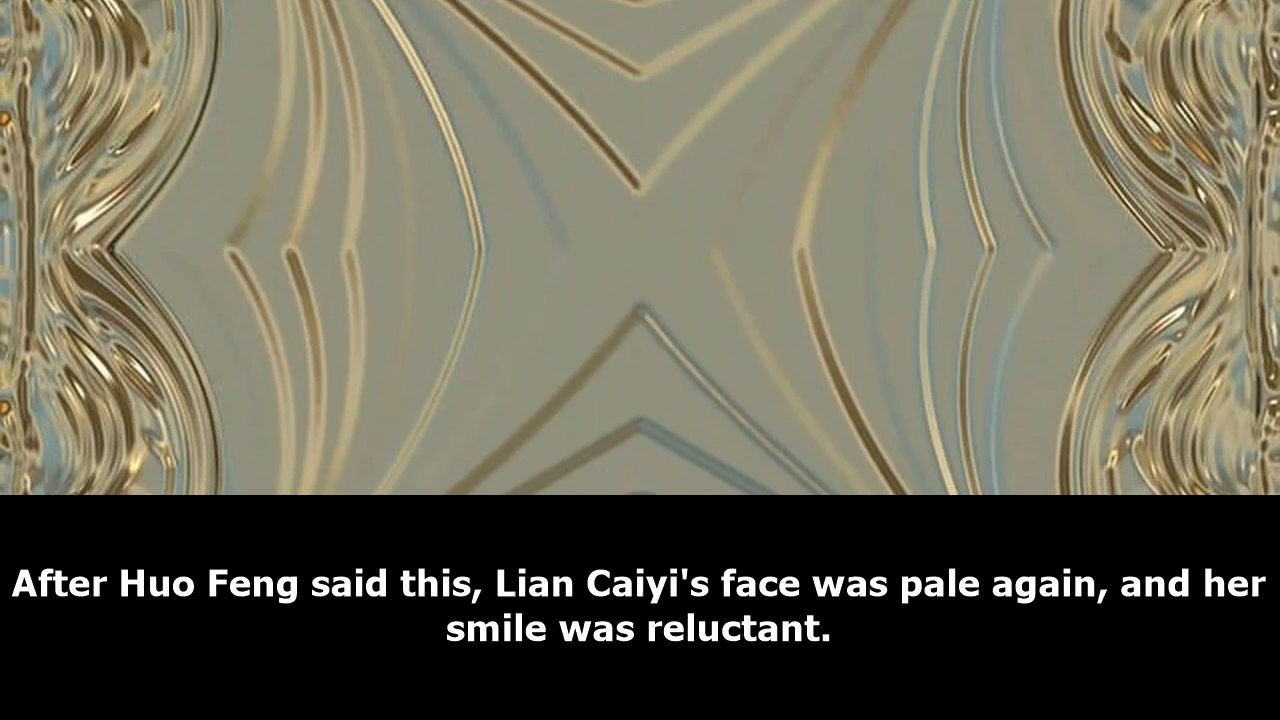 After Huo Feng said this, Lian Caiyi's face was pale again, and her
smile was reluctant.